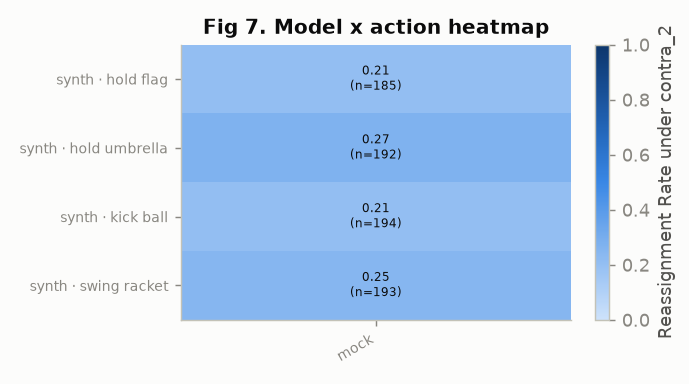 Fig 7. Model x action heatmap
synth · hold flag
0.21
(n=185)
synth · hold umbrella
0.27
(n=192)
synth · kick ball
0.21
(n=194)
synth · swing racket
0.25
(n=193)
mock
1.0
0.8
0.6
0.4
0.2
0.0
Reassignment Rate under contra_2